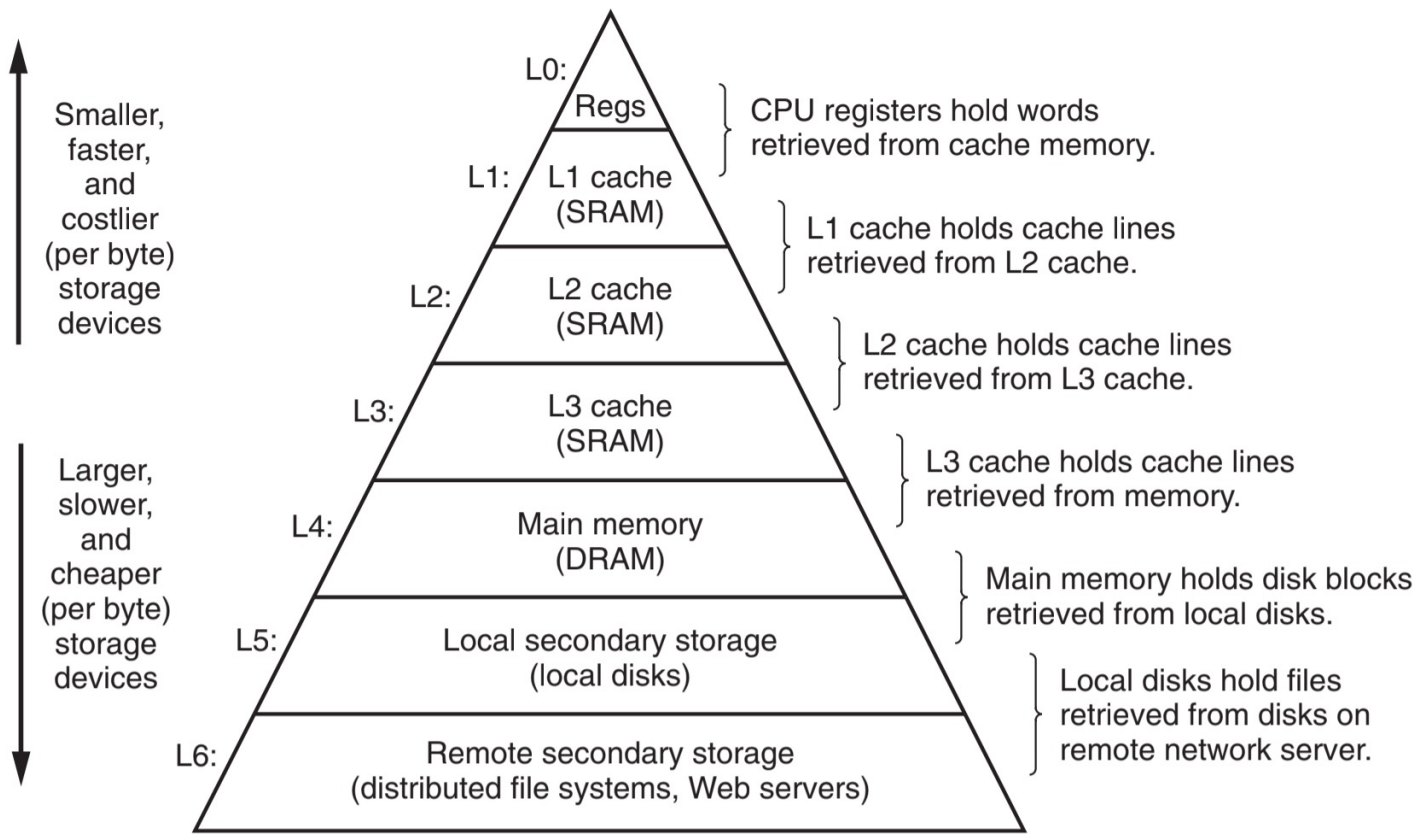 Smaller,
faster,
and
costlier
(per byte)
storage
devices
Larger,
slower,
and
cheaper
(per byte)
storage
devices
L0:
Regs
CPU registers hold words
retrieved from cache memory.
L1:
L1 cache
(SRAM)
L1 cache holds cache lines
retrieved from L2 cache.
L2:
L2 cache
(SRAM)
L2 cache holds cache lines
retrieved from L3 cache.
L3:
L3 cache
(SRAM)
L3 cache holds cache lines
retrieved from memory.
L4:
Main memory
(DRAM)
Main memory holds disk blocks
retrieved from local disks.
L5:
Local secondary storage
(local disks)
Local disks hold files
retrieved from disks on
remote network server.
L6:
Remote secondary storage
(distributed file systems, Web servers)